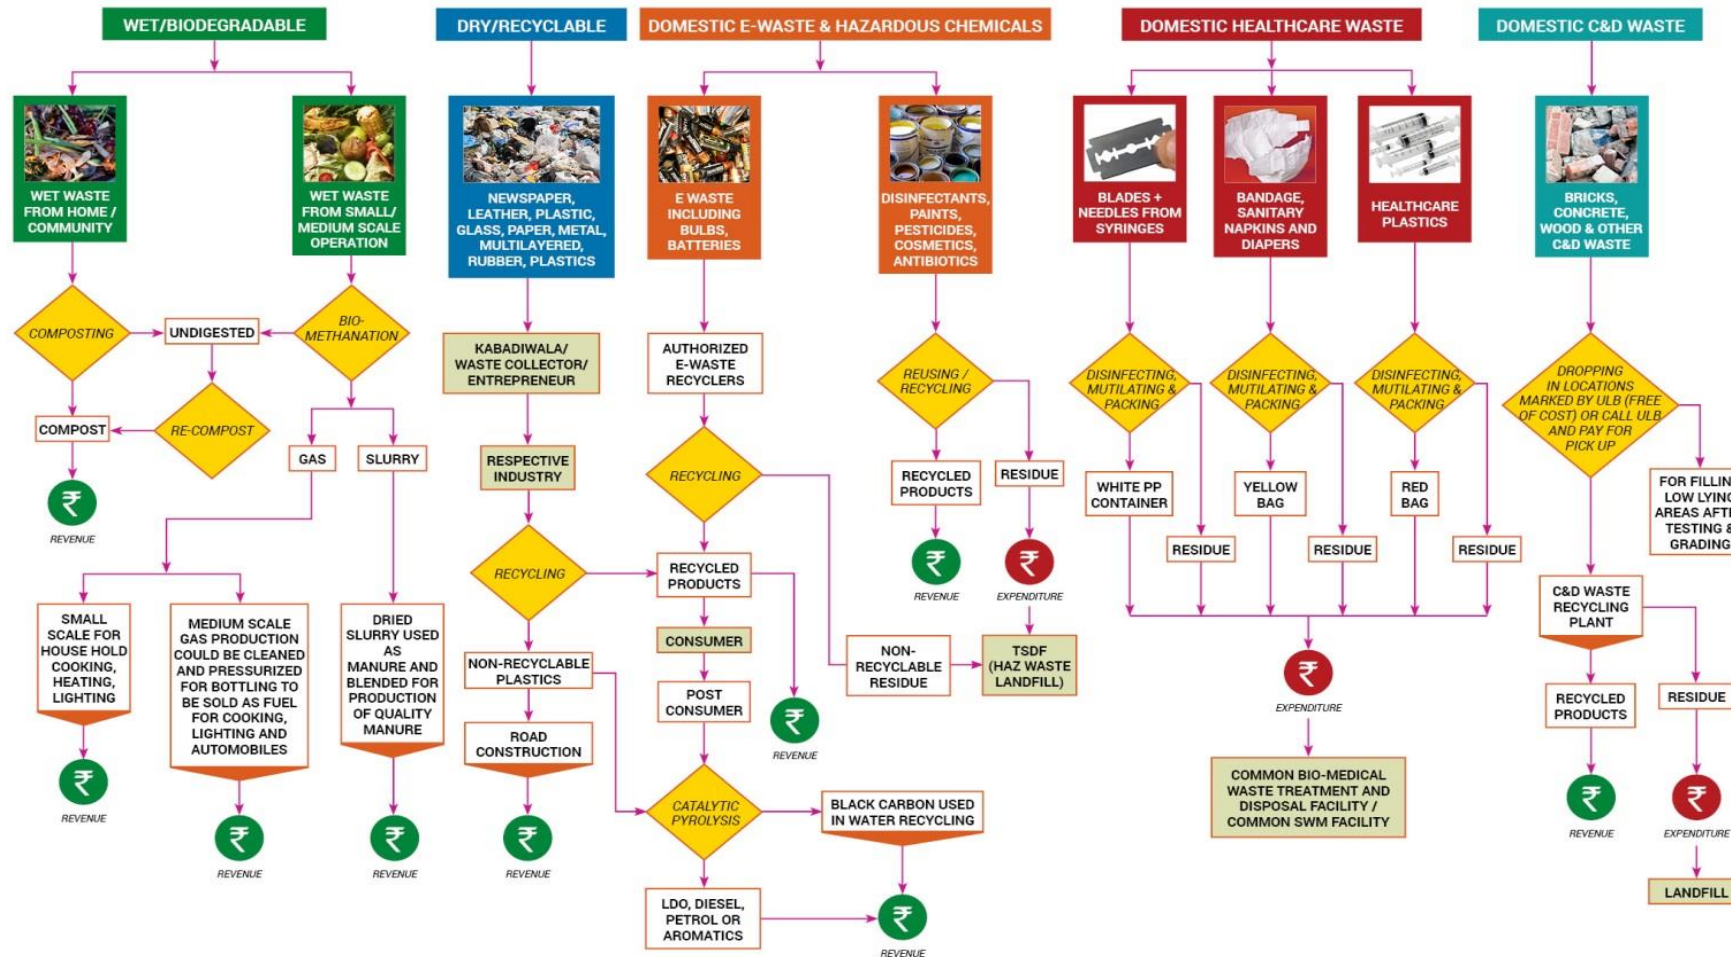 WET/BIODEGRADABLE
DRY/RECYCLABLE
DOMESTIC E-WASTE & HAZARDOUS CHEMICALS
DOMESTIC HEALTHCARE WASTE
DOMESTIC C&D WASTE
WET WASTE
FROM HOME /
COMMUNITY
WET WASTE
FROM SMALL/
MEDIUM SCALE
OPERATION
NEWSPAPER,
LEATHER, PLASTIC,
GLASS, PAPER, METAL,
MULTILAYERED,
RUBBER, PLASTICS
E WASTE
INCLUDING
BULBS,
BATTERIES
DISINFECTANTS,
PAINTS,
PESTICIDES,
COSMETICS,
ANTIBIOTICS
BLADES +
NEEDLES FROM
SYRINGES
BANDAGE,
SANITARY
NAPKINS AND
DIAPERS
HEALTHCARE
PLASTICS
BRICKS,
CONCRETE,
WOOD & OTHER
C&D WASTE
COMPOSTING
UNDIGESTED
BIO-
METHANATION
COMPOST
RE-COMPOST
GAS
SLURRY
₹
REVENUE
SMALL
SCALE FOR
HOUSE HOLD
COOKING,
HEATING,
LIGHTING
₹
REVENUE
MEDIUM SCALE
GAS PRODUCTION
COULD BE CLEANED
AND PRESSURIZED
FOR BOTTLING TO
BE SOLD AS FUEL
FOR COOKING,
LIGHTING AND
AUTOMOBILES
₹
REVENUE
DRIED
SLURRY USED
AS
MANURE AND
BLENDED FOR
PRODUCTION
OF QUALITY
MANURE
₹
REVENUE
KABADIWALA/
WASTE COLLECTOR/
ENTREPRENEUR
RESPECTIVE
INDUSTRY
RECYCLING
NON-RECYCLABLE
PLASTICS
ROAD
CONSTRUCTION
₹
REVENUE
AUTHORIZED
E-WASTE
RECYCLERS
RECYCLING
RECYCLED
PRODUCTS
CONSUMER
POST
CONSUMER
₹
REVENUE
CATALYTIC
PYROLYSIS
BLACK CARBON USED
IN WATER RECYCLING
LDO, DIESEL,
PETROL OR
AROMATICS
₹
REVENUE
REUSING /
RECYCLING
RECYCLED
PRODUCTS
RESIDUE
₹
REVENUE
₹
EXPENDITURE
NON-
RECYCLABLE
RESIDUE
TSDF
(HAZ WASTE
LANDFILL)
DISINFECTING,
MUTILATING &
PACKING
DISINFECTING,
MUTILATING &
PACKING
DISINFECTING,
MUTILATING &
PACKING
WHITE PP
CONTAINER
RESIDUE
YELLOW
BAG
RESIDUE
RED
BAG
RESIDUE
₹
EXPENDITURE
COMMON BIO-MEDICAL
WASTE TREATMENT AND
DISPOSAL FACILITY /
COMMON SWM FACILITY
DROPPING
IN LOCATIONS
MARKED BY ULB (FREE
OF COST) OR CALL ULB
AND PAY FOR
PICK UP
FOR FILLIN
LOW LYING
AREAS AFTE
TESTING &
GRADING
C&D WASTE
RECYCLING
PLANT
RECYCLED
PRODUCTS
RESIDUE
₹
REVENUE
₹
EXPENDITURE
LANDFILL